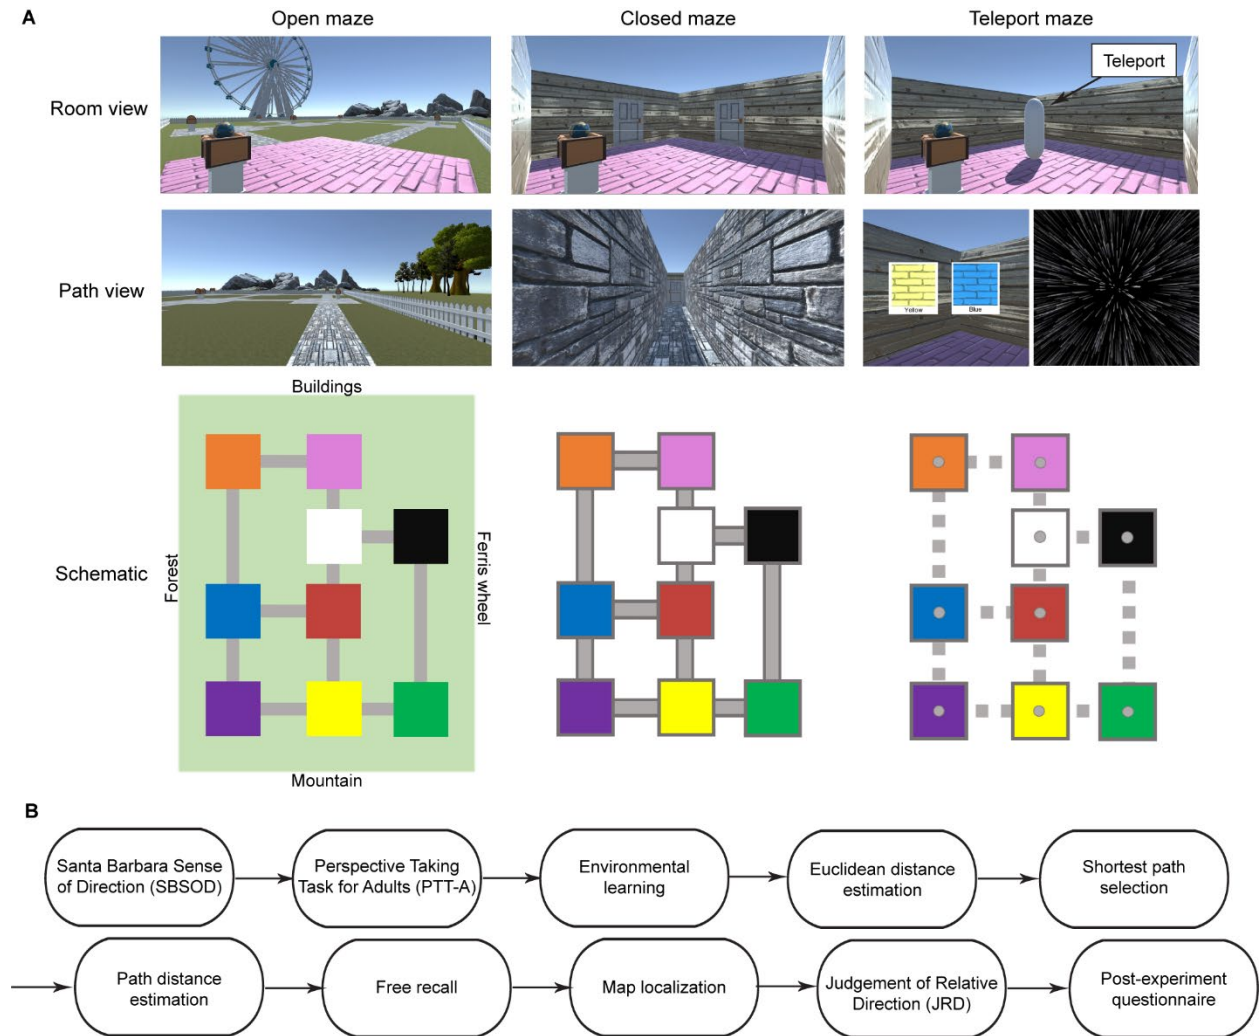 A
Open maze
Closed maze
Teleport maze
Room view
Teleport
Path view
Yellow
Blue
Schematic
Buildings
Forest
Ferris wheel
Mountain
B
Santa Barbara Sense
of Direction (SBSOD)
Perspective Taking
Task for Adults (PTT-A)
Environmental
learning
Euclidean distance
estimation
Shortest path
selection
Path distance
estimation
Free recall
Map localization
Judgement of Relative
Direction (JRD)
Post-experiment
questionnaire